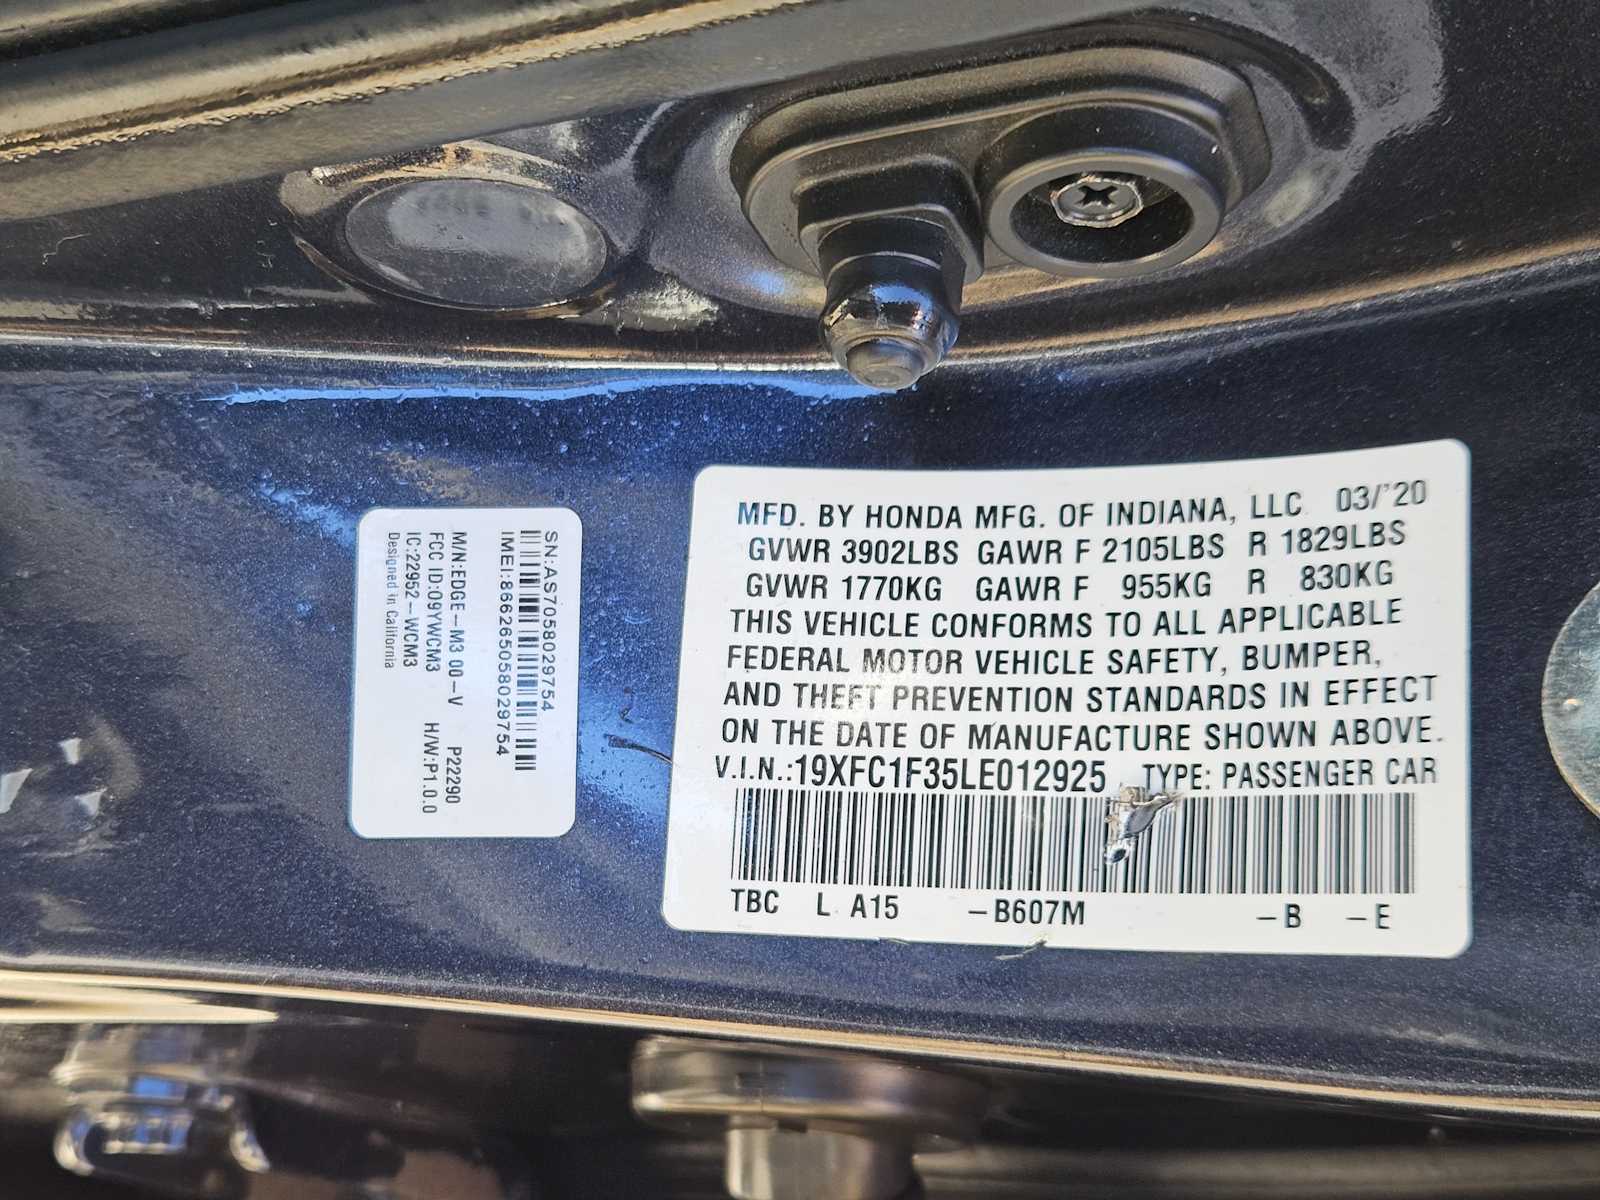 MFD. BY HONDA MFG. OF INDIANA, LLC 03/'20
GVWR 3902LBS GAWR F 2105LBS R 1829LBS
GVWR 1770KG GAWR F 955KG R 830KG
THIS VEHICLE CONFORMS TO ALL APPLICABLE
FEDERAL MOTOR VEHICLE SAFETY, BUMPER,
AND THEFT PREVENTION STANDARDS IN EFFECT
ON THE DATE OF MANUFACTURE SHOWN ABOVE.
V.I.N.:19XFC1F35LE012925 TYPE: PASSENGER CAR
TBC L A15 -B607M -B -E
SN:AS7058029754
IMEI:866265058029754
M/N:EDGE-M3 00-V P22290
FCC ID:09YWCM3 H/W:P1.0.0
IC:22952-WCM3
Designed in California